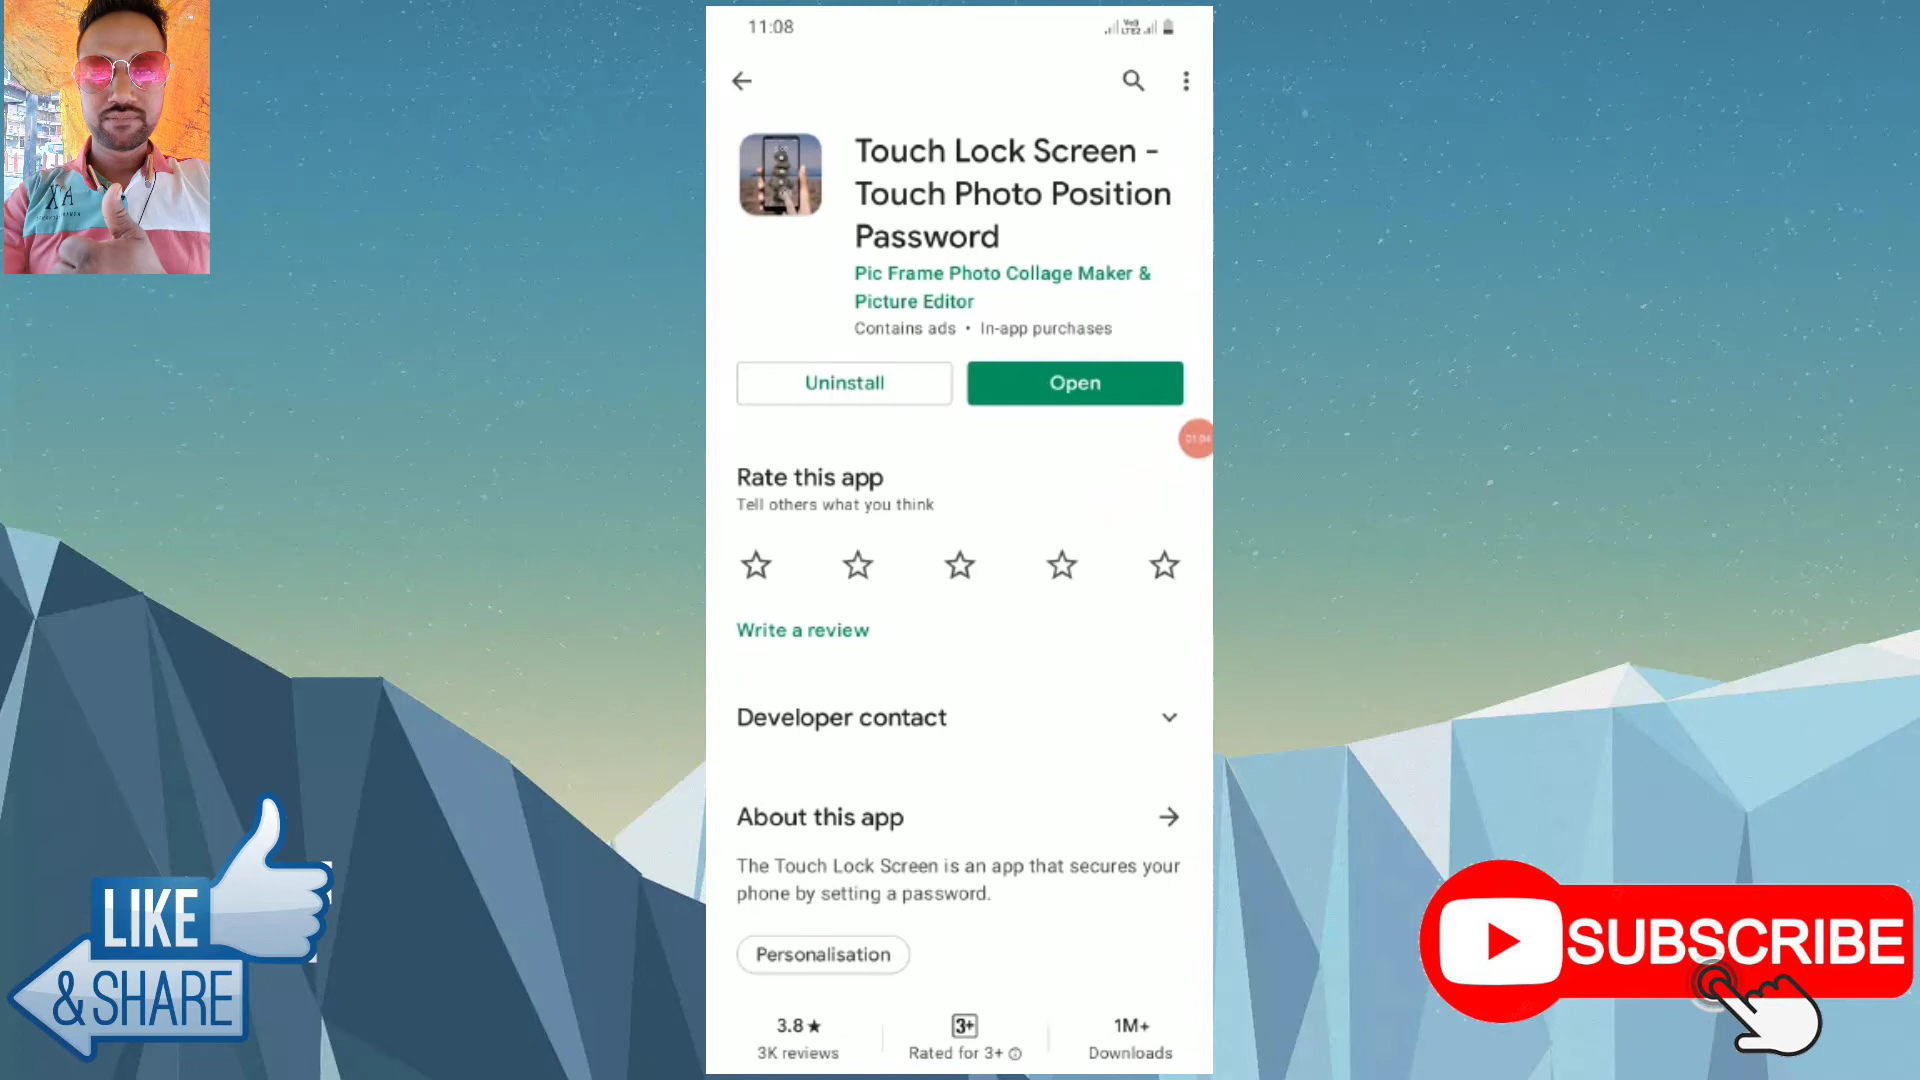 11:08
Touch Lock Screen -
Touch Photo Position
Password
Pic Frame Photo Collage Maker &
Picture Editor
Contains ads • In-app purchases
Uninstall
Open
01:04
Rate this app
Tell others what you think
Write a review
Developer contact
About this app
The Touch Lock Screen is an app that secures your
phone by setting a password.
Personalisation
3.8★
3+
1M+
3K reviews
Rated for 3+
Downloads
LIKE
& SHARE
SUBSCRIBE
XA